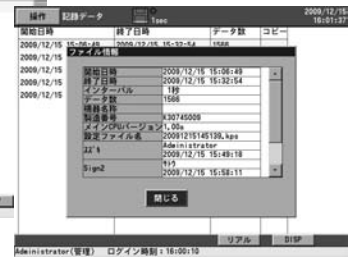 操作 記録データ 1sec 2009/12/15 16:01:37
開始日時 終了日時 データ数 コピー
2009/12/15 15:06:49 2009/12/15 15:32:54 1566
2009/12/15
2009/12/15
2009/12/15
2009/12/15
ファイル情報
開始日時 2009/12/15 15:06:49
終了日時 2009/12/15 15:32:54
インターバル 1秒
データ数 1566
機器名称
製造番号 K30745009
メインCPUバージョン 1.00a
設定ファイル名 20091215145139.kps
スズキ Administrator
2009/12/15 15:49:18
Sign2 サトウ
2009/12/15 15:58:11
閉じる
リアル DISP
Administrator(管理) ログイン時刻:16:00:10